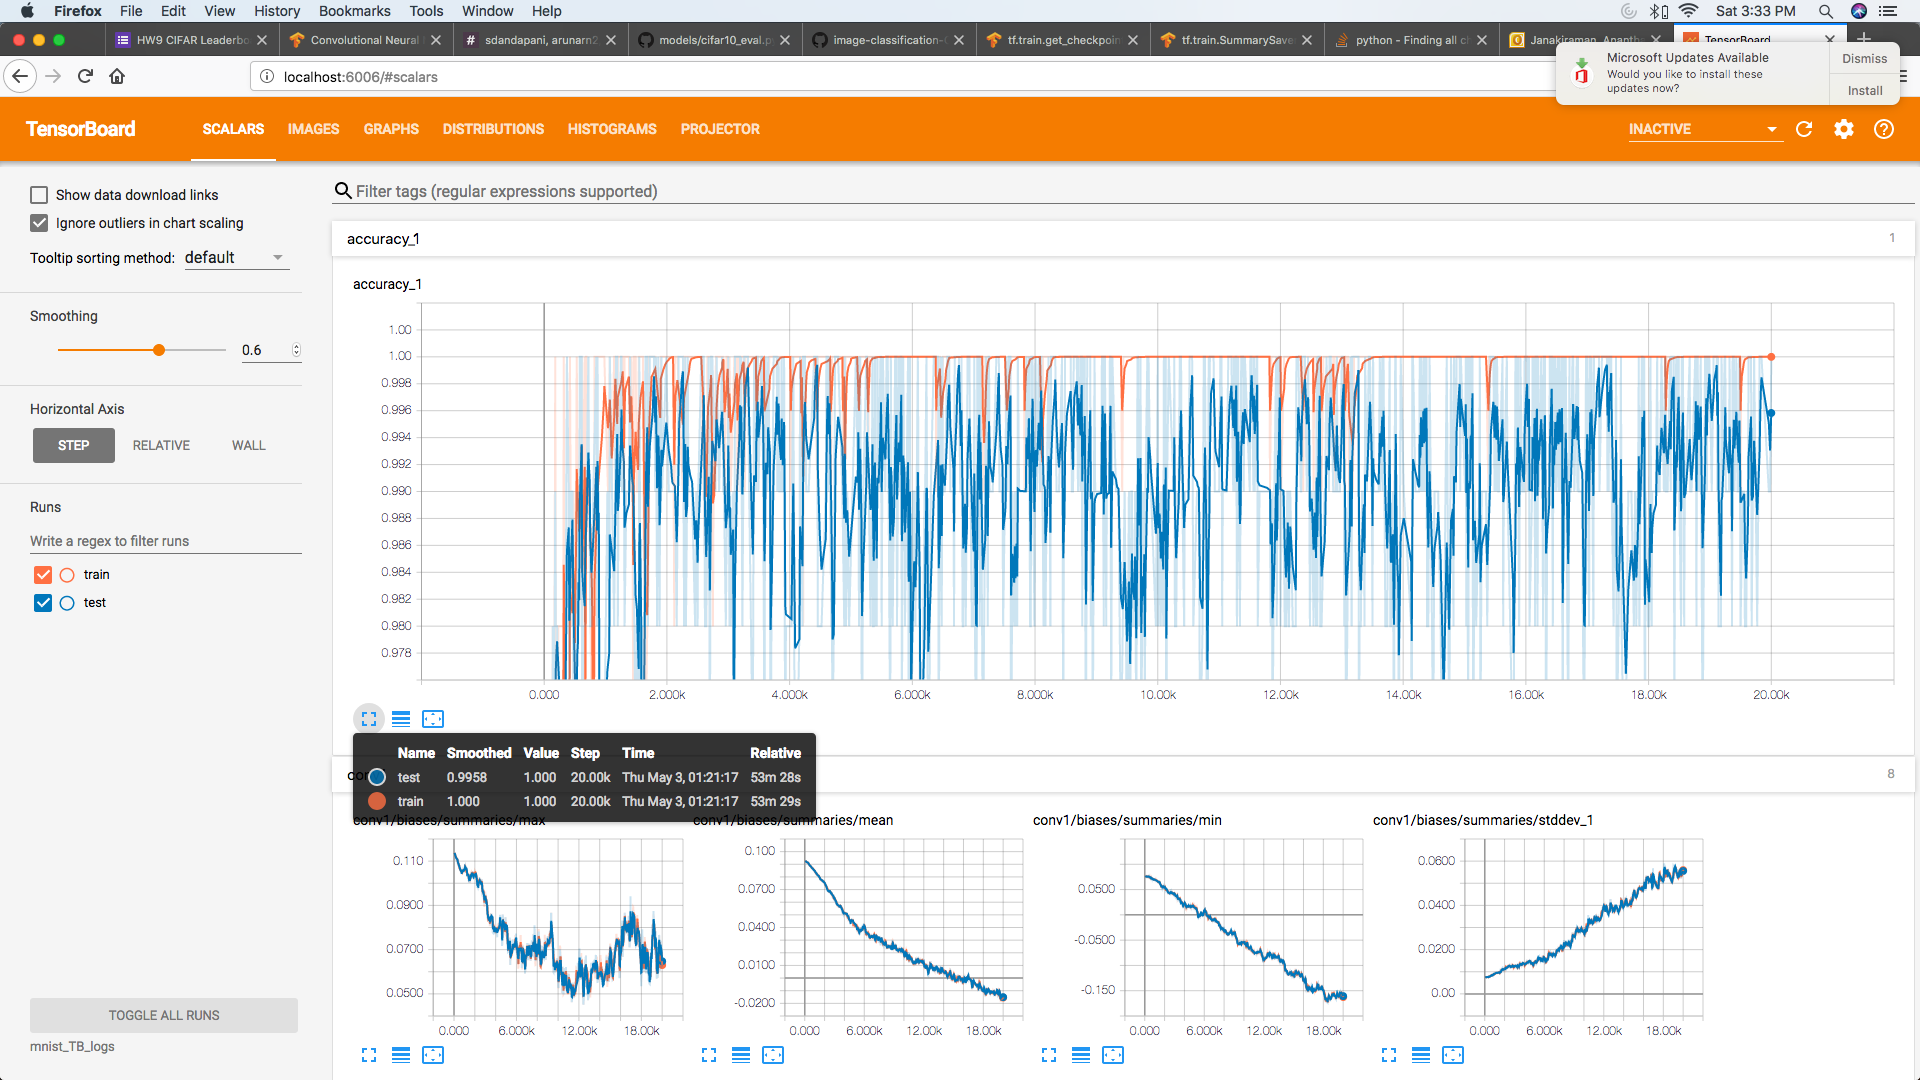 Firefox File Edit View History Bookmarks Tools Window Help Sat 3:33 PM
HW9 CIFAR Leaderbo Convolutional Neural sdandapani, arunarn2 models/cifar10_eval.p image-classification- tf.train.get_checkpoin tf.train.SummarySave python - Finding all c Janakiraman, Ananth TensorBoard
localhost:6006/#scalars
Microsoft Updates Available
Would you like to install these
updates now?
Dismiss
Install
TensorBoard SCALARS IMAGES GRAPHS DISTRIBUTIONS HISTOGRAMS PROJECTOR INACTIVE
Show data download links
Ignore outliers in chart scaling
Tooltip sorting method: default
Smoothing
0.6
Horizontal Axis
STEP RELATIVE WALL
Runs
Write a regex to filter runs
train
test
TOGGLE ALL RUNS
mnist_TB_logs
Filter tags (regular expressions supported)
accuracy_1 1
accuracy_1
1.00
1.00
0.998
0.996
0.994
0.992
0.990
0.988
0.986
0.984
0.982
0.980
0.978
0.000 2.000k 4.000k 6.000k 8.000k 10.00k 12.00k 14.00k 16.00k 18.00k 20.00k
Name Smoothed Value Step Time Relative
test 0.9958 1.000 20.00k Thu May 3, 01:21:17 53m 28s
train 1.000 1.000 20.00k Thu May 3, 01:21:17 53m 29s
8
conv1/biases/summaries/max
0.110
0.0900
0.0700
0.0500
0.000 6.000k 12.00k 18.00k
conv1/biases/summaries/mean
0.100
0.0700
0.0400
0.0100
-0.0200
0.000 6.000k 12.00k 18.00k
conv1/biases/summaries/min
0.0500
-0.0500
-0.150
0.000 6.000k 12.00k 18.00k
conv1/biases/summaries/stddev_1
0.0600
0.0400
0.0200
0.00
0.000 6.000k 12.00k 18.00k